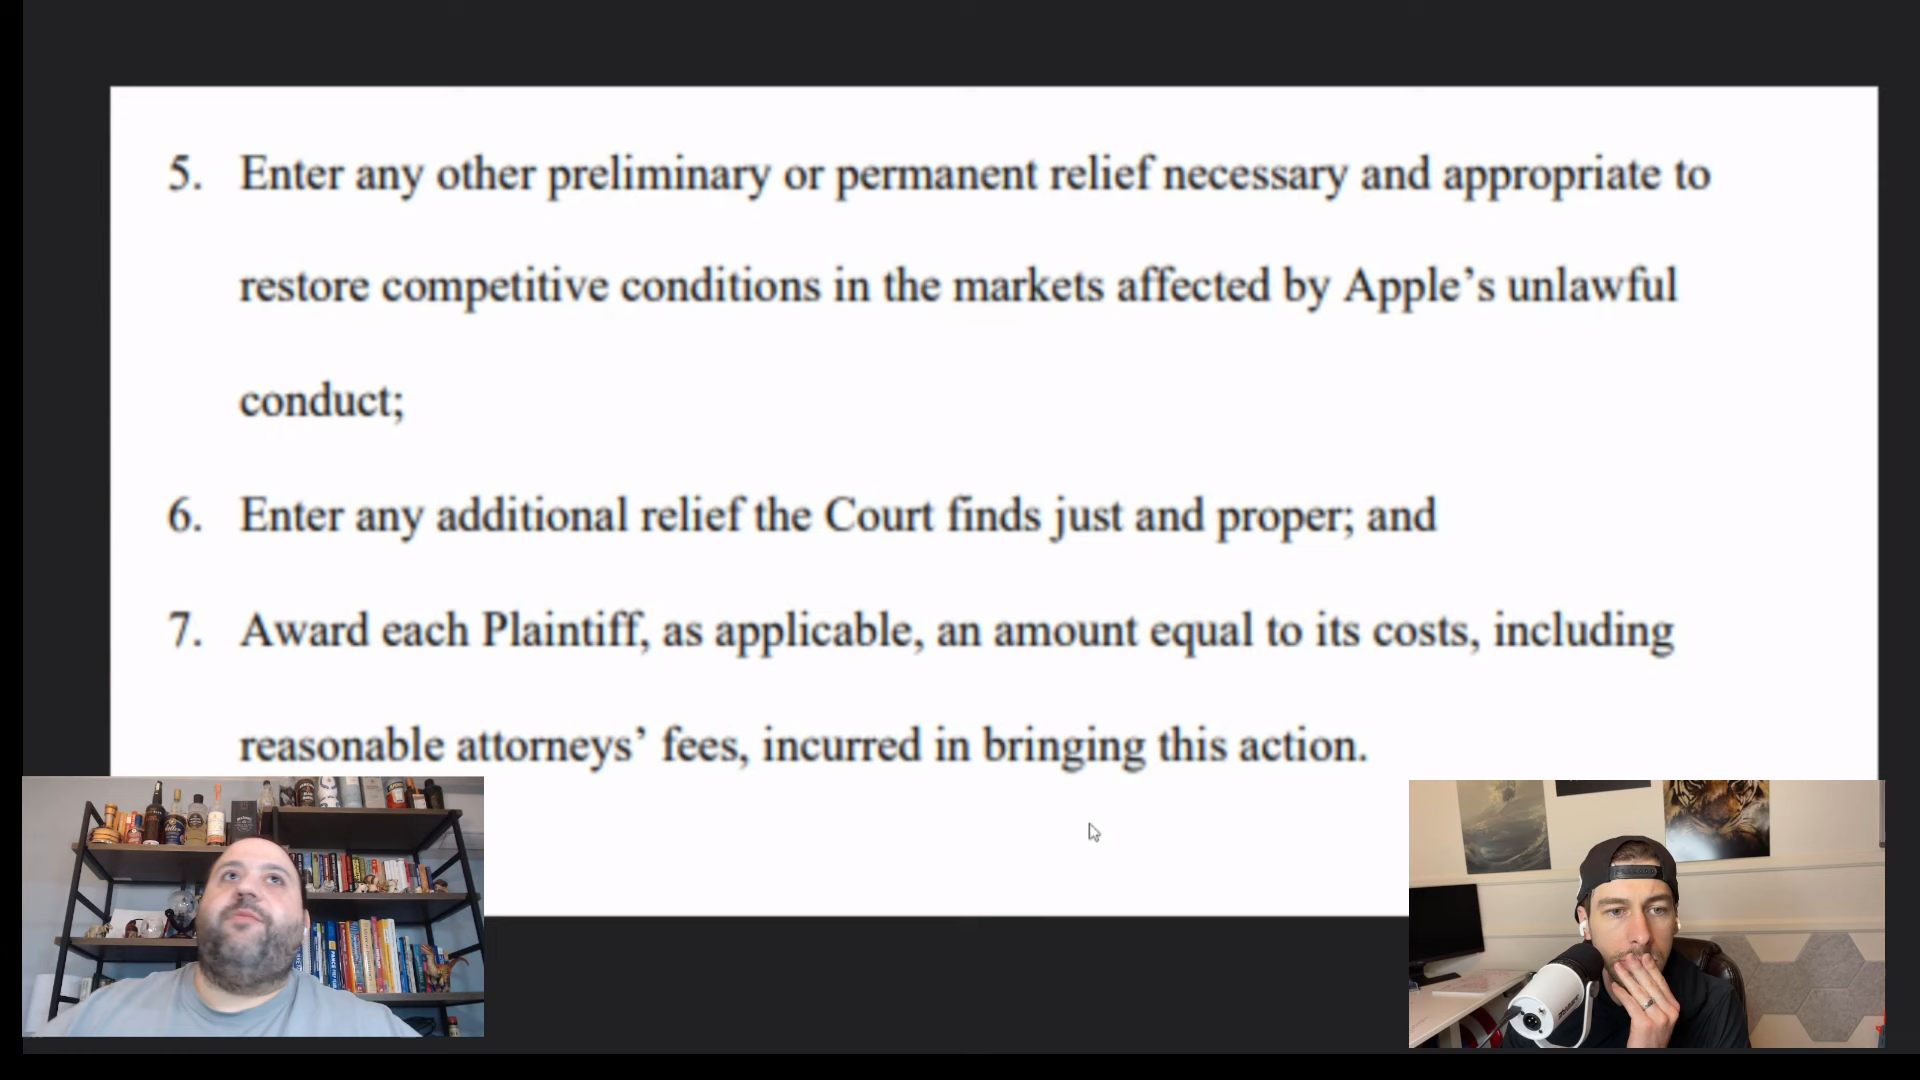 5. Enter any other preliminary or permanent relief necessary and appropriate to
restore competitive conditions in the markets affected by Apple’s unlawful
conduct;
6. Enter any additional relief the Court finds just and proper; and
7. Award each Plaintiff, as applicable, an amount equal to its costs, including
reasonable attorneys’ fees, incurred in bringing this action.